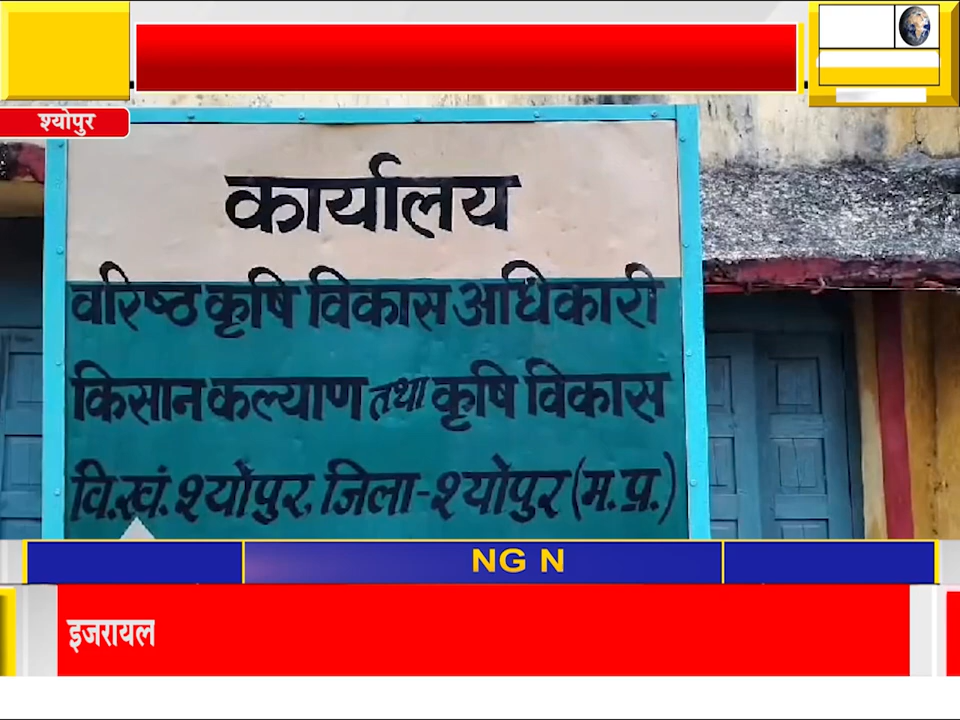 श्योपुर
कार्यालय
वरिष्ठ कृषि विकास अधिकारी
किसान कल्याण तथा कृषि विकास
वि.खं. श्योपुर, जिला-श्योपुर (म.प्र.)
NG N
इजरायल